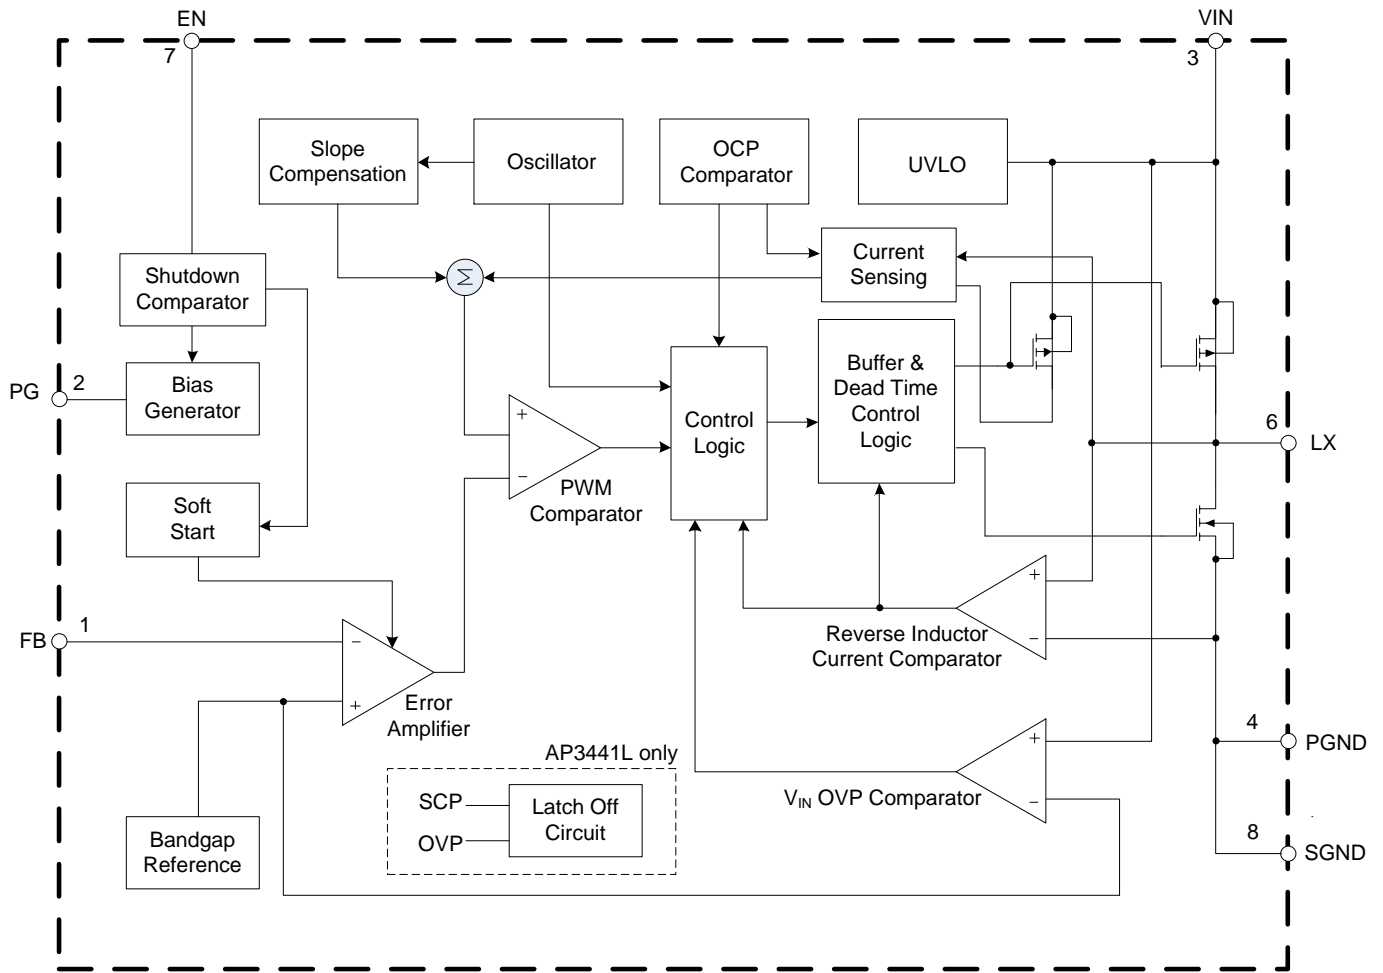 EN
VIN
7
3
Slope
Compensation
Oscillator
OCP
Comparator
UVLO
Shutdown
Comparator
Σ
Current
Sensing
PG
2
Bias
Generator
Buffer &
Dead Time
Control
Logic
+
−
PWM
Comparator
Control
Logic
6
LX
Soft
Start
+
−
Reverse Inductor
Current Comparator
FB
1
−
+
Error
Amplifier
4
PGND
+
−
VIN OVP Comparator
AP3441L only
SCP
OVP
Latch Off
Circuit
Bandgap
Reference
8
SGND